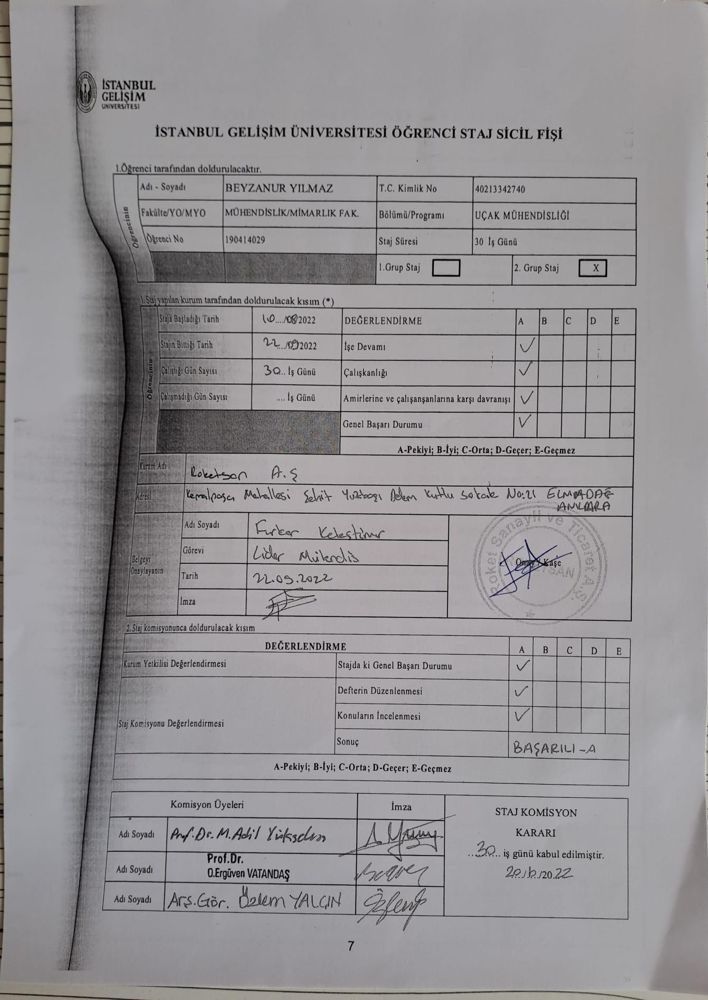 İSTANBUL
GELİŞİM
ÜNİVERSİTESİ
İSTANBUL GELİŞİM ÜNİVERSİTESİ ÖĞRENCİ STAJ SİCİL FİŞİ
1.Öğrenci tarafından doldurulacaktır.
Öğrencinin
Adı - Soyadı BEYZANUR YILMAZ T.C. Kimlik No 40213342740
Fakülte/YO/MYO MÜHENDİSLİK/MİMARLIK FAK. Bölümü/Programı UÇAK MÜHENDİSLİĞİ
Öğrenci No 190414029 Staj Süresi 30 İş Günü
1.Grup Staj 2. Grup Staj X
1.Staj yapılan kurum tarafından doldurulacak kısım (*)
Öğrencinin
Staja Başladığı Tarih 10..../08/2022 DEĞERLENDİRME A B C D E
Stajın Bittiği Tarih 22..../09/2022 İşe Devamı ✓
Çalıştığı Gün Sayısı 30.. İş Günü Çalışkanlığı ✓
Çalışmadığı Gün Sayısı .... İş Günü Amirlerine ve çalışanşanlarına karşı davranışı ✓
Genel Başarı Durumu ✓
A-Pekiyi; B-İyi; C-Orta; D-Geçer; E-Geçmez
Kurum Adı Roketsan A.Ş
Adresi Kemalpaşa Mahallesi Şehit Yüzbaşı Adem Kutlu Sokak No:21 ELMADAĞ
ANKARA
Belgeyi Onaylayanın
Adı Soyadı Furkan Keleştimur
Görevi Lider Mühendis
Tarih 22.09.2022
İmza
Onay / Kaşe
Roket Sanayii ve Ticaret A.Ş.
2.Staj komisyonunca doldurulacak kısım
DEĞERLENDİRME A B C D E
Kurum Yetkilisi Değerlendirmesi Stajda ki Genel Başarı Durumu ✓
Defterin Düzenlenmesi ✓
Staj Komisyonu Değerlendirmesi Konuların İncelenmesi ✓
Sonuç BAŞARILI-A
A-Pekiyi; B-İyi; C-Orta; D-Geçer; E-Geçmez
Komisyon Üyeleri İmza
Adı Soyadı Prof.Dr. M.Adil Yükselen
Adı Soyadı Prof.Dr.
O.Ergüven VATANDAŞ
Adı Soyadı Arş.Gör. Özlem YALÇIN
STAJ KOMİSYON
KARARI
...30.... iş günü kabul edilmiştir.
20./10./2022
7